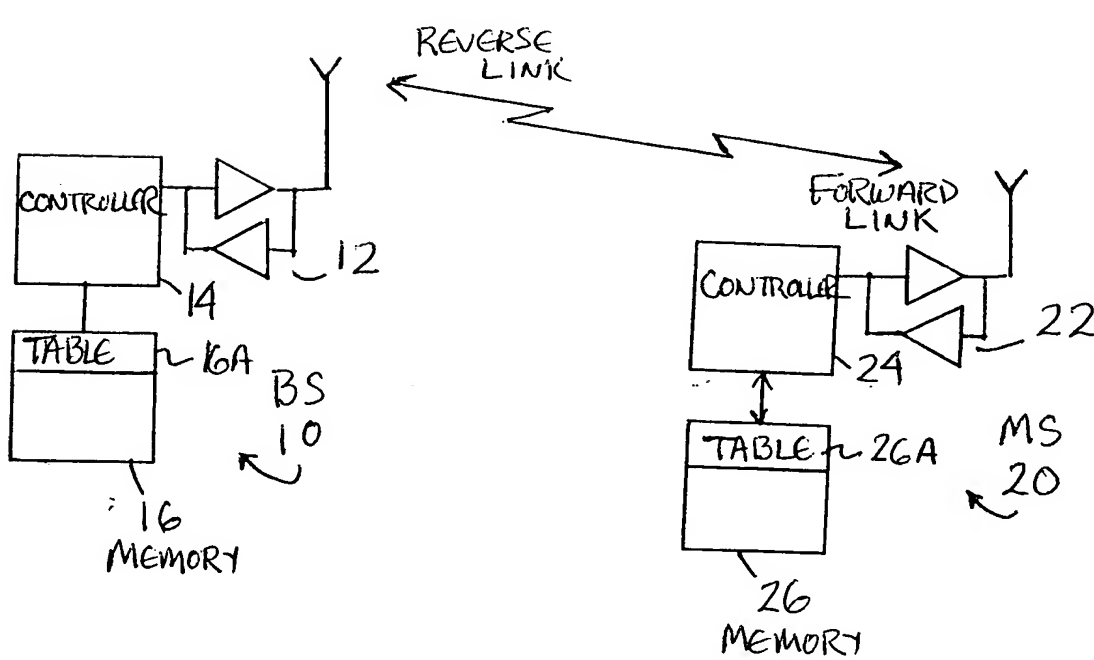 REVERSE
LINK
FORWARD
LINK
CONTROLLER
12
14
TABLE
16A
BS
10
16
MEMORY
CONTROLLER
22
24
TABLE
26A
MS
20
26
MEMORY